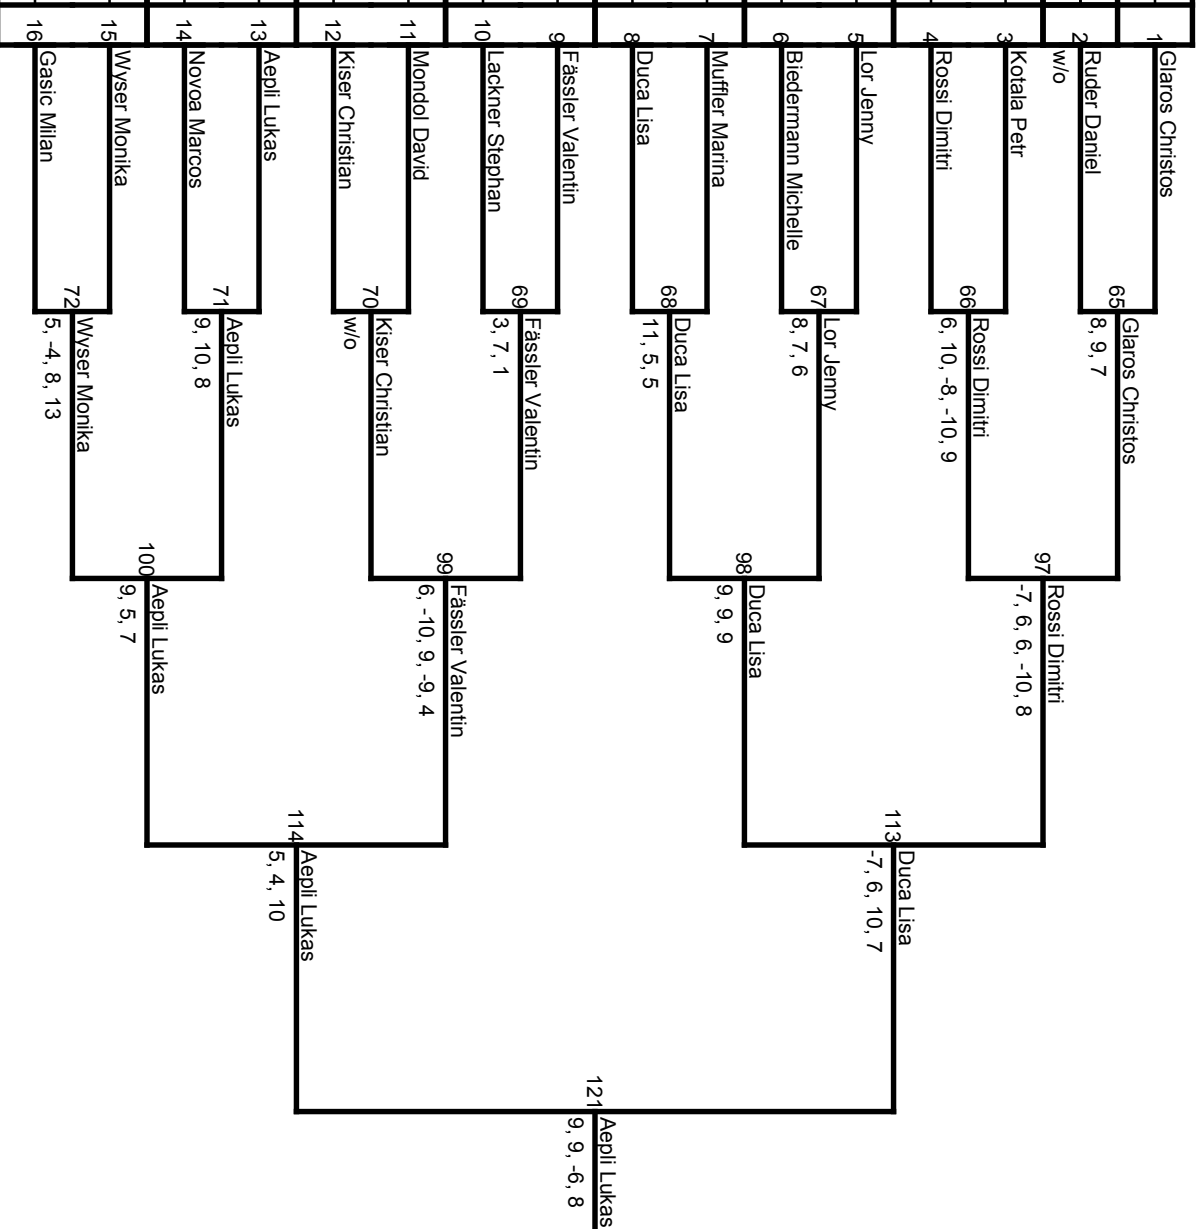 1
Glaros Christos
2
Ruder Daniel
w/o
3
Kotala Petr
4
Rossi Dimitri
5
Lor Jenny
6
Biedermann Michelle
7
Muffler Marina
8
Duca Lisa
9
Fässler Valentin
10
Lackner Stephan
11
Mondol David
12
Kiser Christian
13
Aepli Lukas
14
Novoa Marcos
15
Wyser Monika
16
Gasic Milan
65
Glaros Christos
8, 9, 7
66
Rossi Dimitri
6, 10, -8, -10, 9
67
Lor Jenny
8, 7, 6
68
Duca Lisa
11, 5, 5
69
Fässler Valentin
3, 7, 1
70
Kiser Christian
w/o
71
Aepli Lukas
9, 10, 8
72
Wyser Monika
5, -4, 8, 13
97
Rossi Dimitri
-7, 6, 6, -10, 8
98
Duca Lisa
9, 9, 9
99
Fässler Valentin
6, -10, 9, -9, 4
100
Aepli Lukas
9, 5, 7
113
Duca Lisa
-7, 6, 10, 7
114
Aepli Lukas
5, 4, 10
121
Aepli Lukas
9, 9, -6, 8